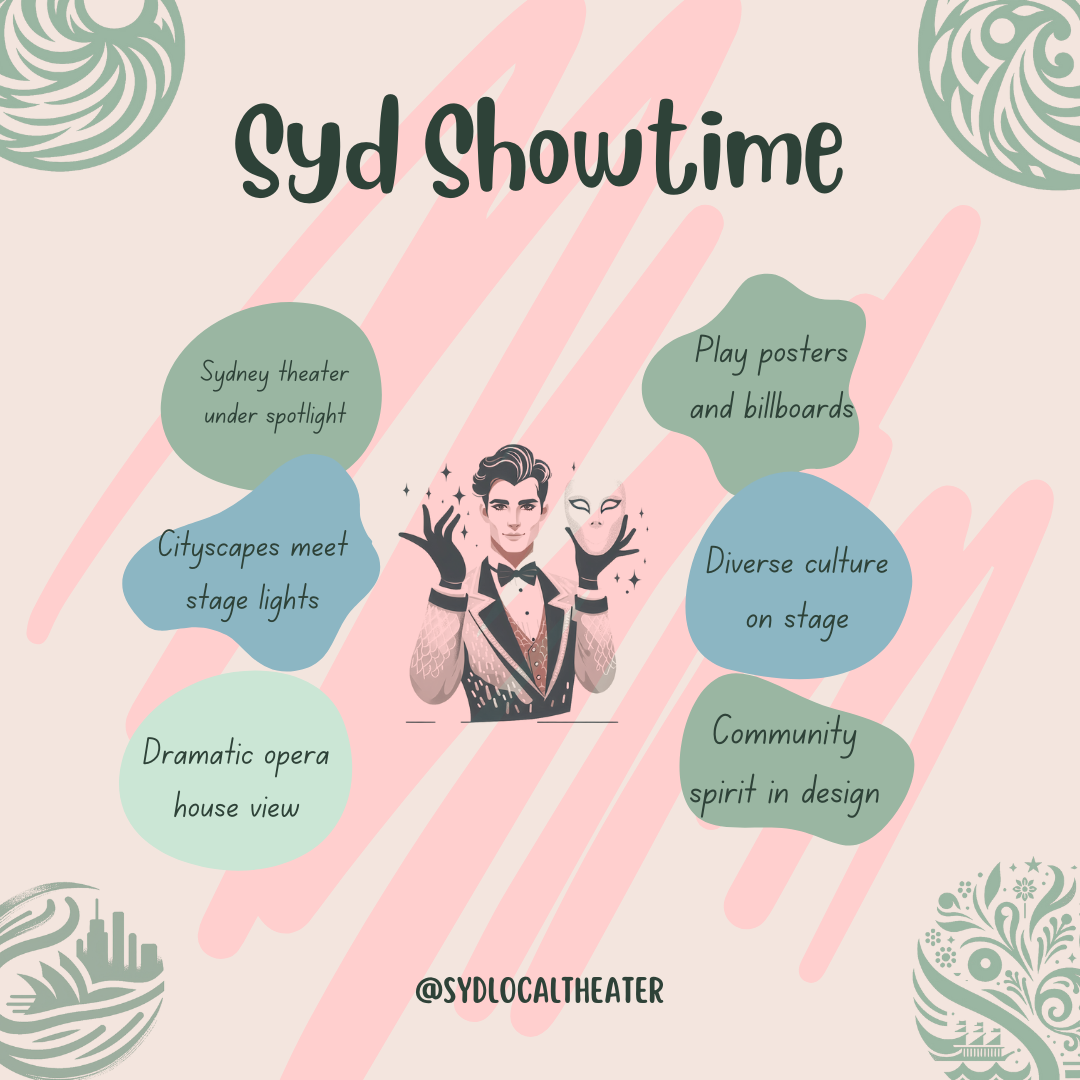 Syd Showtime
Sydney theater
under spotlight
Play posters
and billboards
Cityscapes meet
stage lights
Diverse culture
on stage
Dramatic opera
house view
Community
spirit in design
@SYDLOCALTHEATER